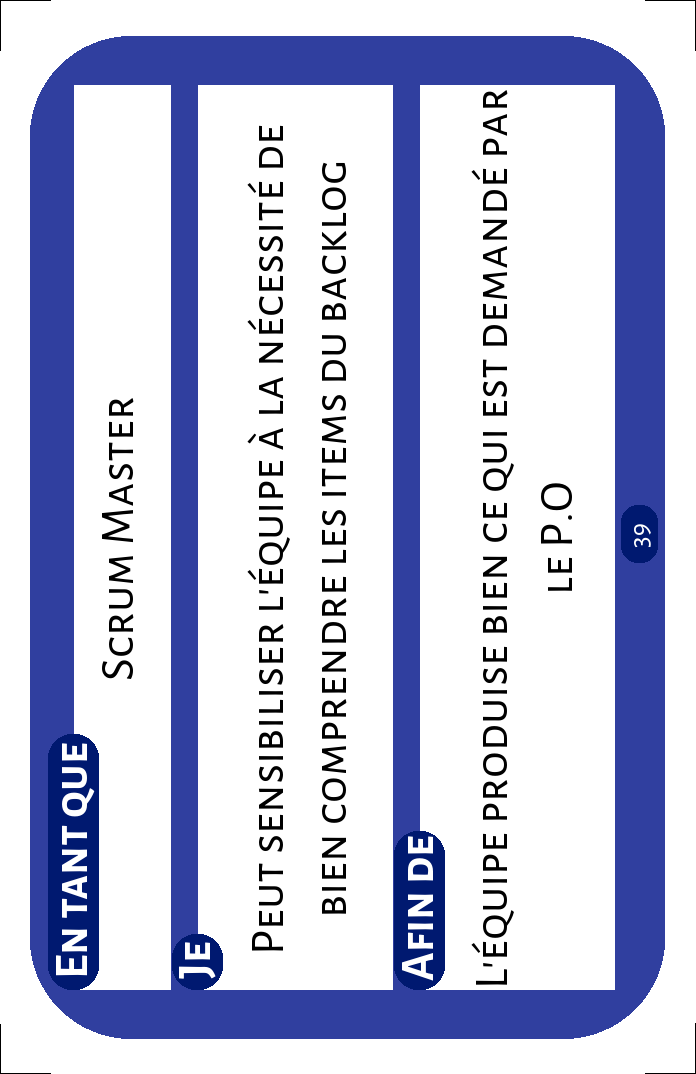 En tant que
Scrum Master
Je
Peut sensibiliser l'équipe à la nécessité de
bien comprendre les items du backlog
Afin de
L'équipe produise bien ce qui est demandé par
le P.O
39